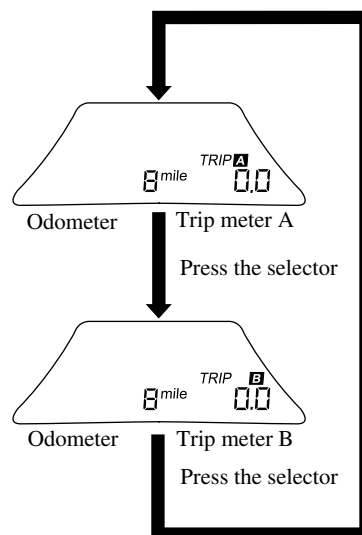 TRIP A
8 mile 0.0
Odometer Trip meter A
Press the selector
TRIP B
8 mile 0.0
Odometer Trip meter B
Press the selector